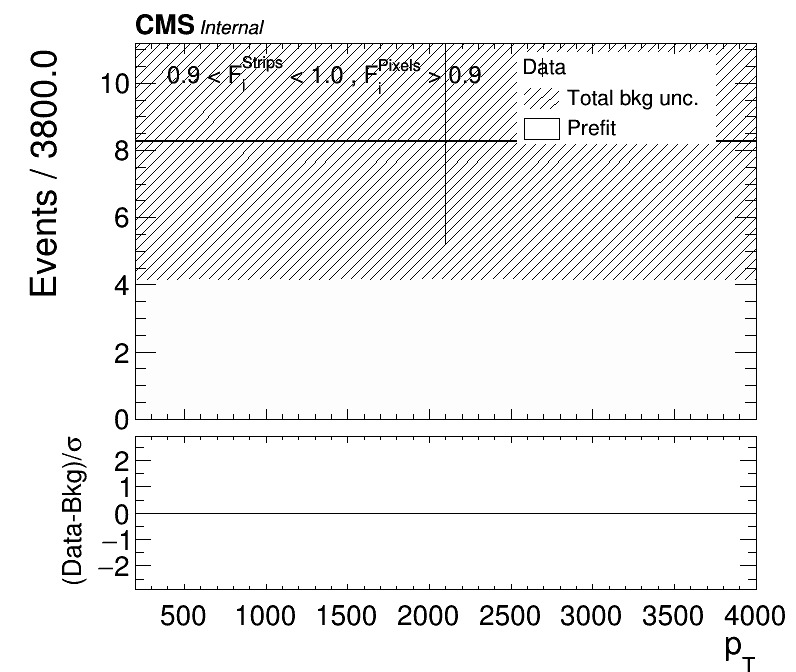 CMS Internal
Events / 3800.0
0.9 < F_i^Strips < 1.0 , F_i^Pixels > 0.9
Data
Total bkg unc.
Prefit
10
8
6
4
2
0
(Data-Bkg)/σ
2
1
0
−1
−2
500 1000 1500 2000 2500 3000 3500 4000
p_T